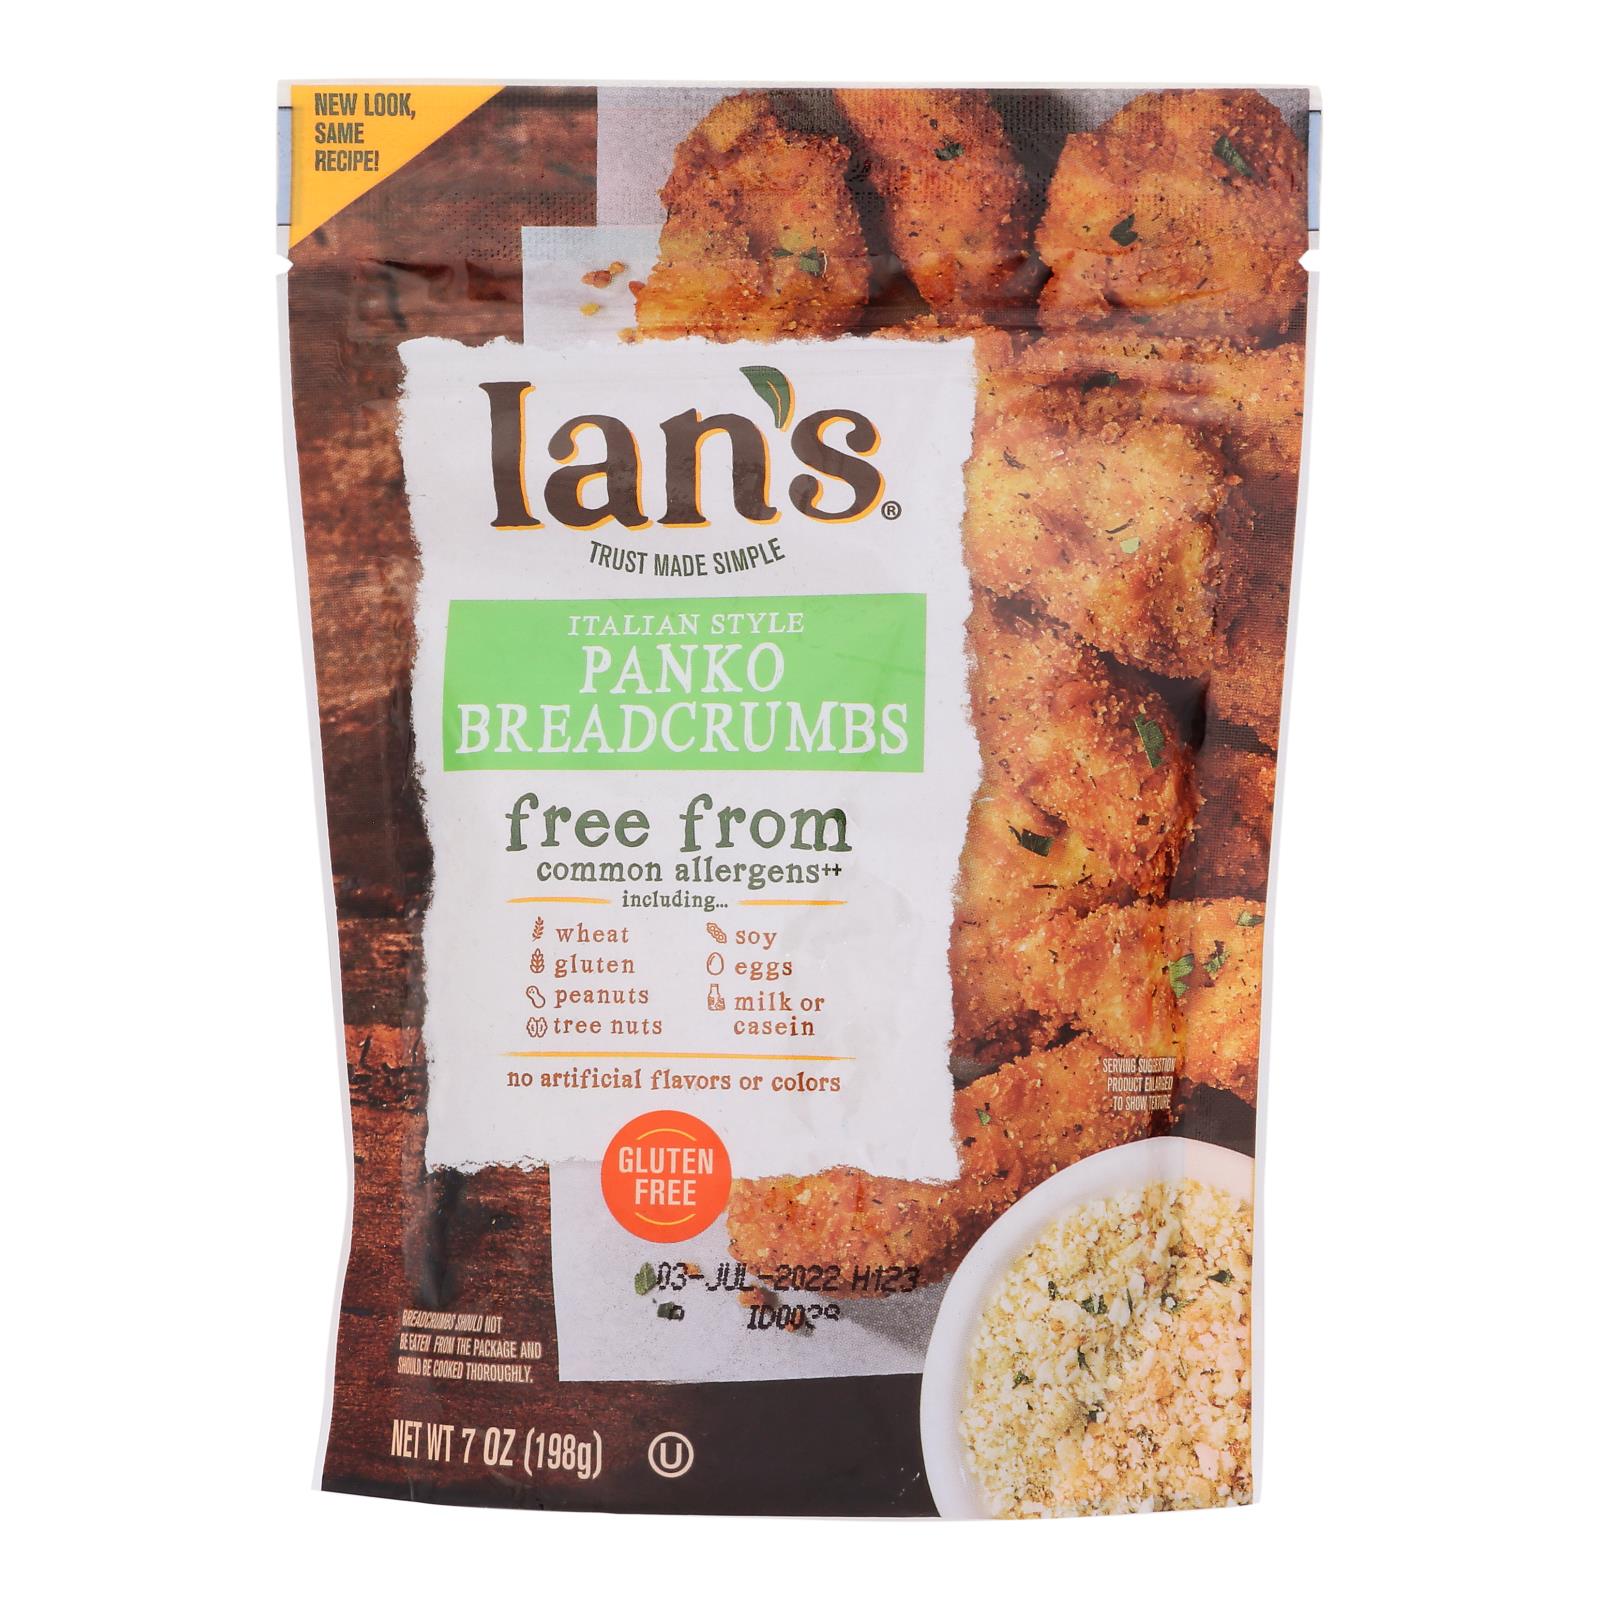 NEW LOOK,
SAME
RECIPE!
Ian's®
TRUST MADE SIMPLE
ITALIAN STYLE
PANKO
BREADCRUMBS
free from
common allergens++
including...
wheat
gluten
peanuts
tree nuts
soy
eggs
milk or
casein
no artificial flavors or colors
GLUTEN
FREE
SERVING SUGGESTION
PRODUCT ENLARGED
TO SHOW TEXTURE
03-JUL-2022 H123
BREADCRUMBS SHOULD NOT
BE EATEN FROM THE PACKAGE AND
SHOULD BE COOKED THOROUGHLY.
NET WT 7 OZ (198g)
U